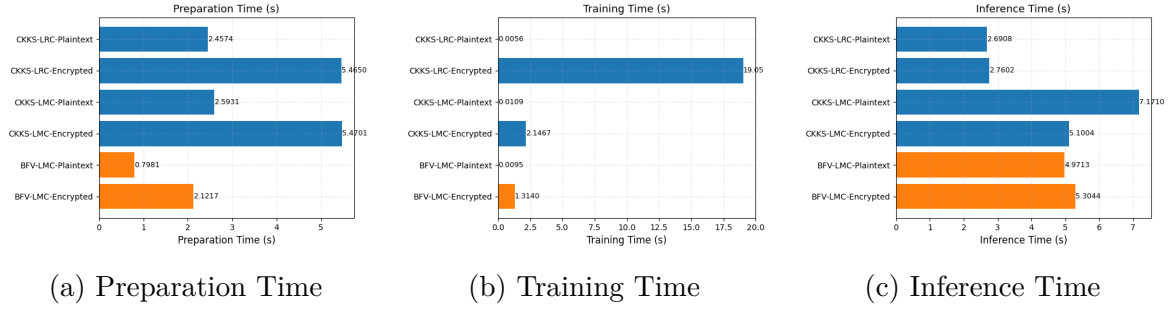 Preparation Time (s)
CKKS-LRC-Plaintext
2.4574
CKKS-LRC-Encrypted
5.4650
CKKS-LMC-Plaintext
2.5931
CKKS-LMC-Encrypted
5.4701
BFV-LMC-Plaintext
0.7981
BFV-LMC-Encrypted
2.1217
0 1 2 3 4 5
Preparation Time (s)
(a) Preparation Time
Training Time (s)
CKKS-LRC-Plaintext
0.0056
CKKS-LRC-Encrypted
19.05
CKKS-LMC-Plaintext
0.0109
CKKS-LMC-Encrypted
2.1467
BFV-LMC-Plaintext
0.0095
BFV-LMC-Encrypted
1.3140
0.0 2.5 5.0 7.5 10.0 12.5 15.0 17.5 20.0
Training Time (s)
(b) Training Time
Inference Time (s)
CKKS-LRC-Plaintext
2.6908
CKKS-LRC-Encrypted
2.7602
CKKS-LMC-Plaintext
7.1710
CKKS-LMC-Encrypted
5.1004
BFV-LMC-Plaintext
4.9713
BFV-LMC-Encrypted
5.3044
0 1 2 3 4 5 6 7
Inference Time (s)
(c) Inference Time